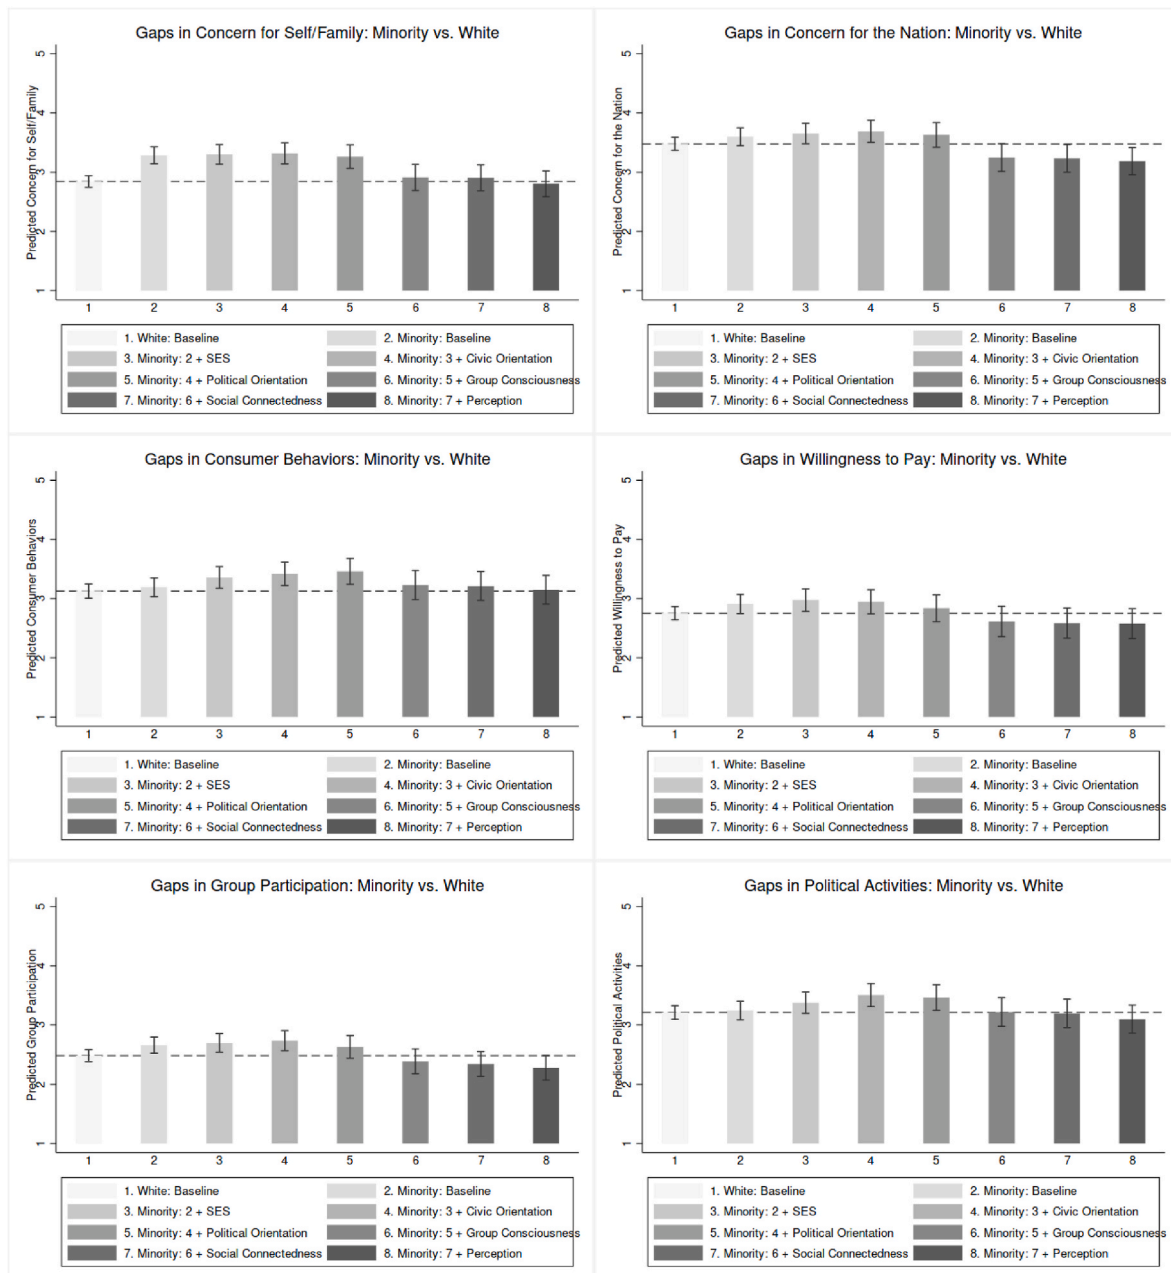 Gaps in Concern for Self/Family: Minority vs. White
Predicted Concern for Self/Family
5
4
3
2
1
1 2 3 4 5 6 7 8
1. White: Baseline 2. Minority: Baseline
3. Minority: 2 + SES 4. Minority: 3 + Civic Orientation
5. Minority: 4 + Political Orientation 6. Minority: 5 + Group Consciousness
7. Minority: 6 + Social Connectedness 8. Minority: 7 + Perception
Gaps in Concern for the Nation: Minority vs. White
Predicted Concern for the Nation
5
4
3
2
1
1 2 3 4 5 6 7 8
1. White: Baseline 2. Minority: Baseline
3. Minority: 2 + SES 4. Minority: 3 + Civic Orientation
5. Minority: 4 + Political Orientation 6. Minority: 5 + Group Consciousness
7. Minority: 6 + Social Connectedness 8. Minority: 7 + Perception
Gaps in Consumer Behaviors: Minority vs. White
Predicted Consumer Behaviors
5
4
3
2
1
1 2 3 4 5 6 7 8
1. White: Baseline 2. Minority: Baseline
3. Minority: 2 + SES 4. Minority: 3 + Civic Orientation
5. Minority: 4 + Political Orientation 6. Minority: 5 + Group Consciousness
7. Minority: 6 + Social Connectedness 8. Minority: 7 + Perception
Gaps in Willingness to Pay: Minority vs. White
Predicted Willingness to Pay
5
4
3
2
1
1 2 3 4 5 6 7 8
1. White: Baseline 2. Minority: Baseline
3. Minority: 2 + SES 4. Minority: 3 + Civic Orientation
5. Minority: 4 + Political Orientation 6. Minority: 5 + Group Consciousness
7. Minority: 6 + Social Connectedness 8. Minority: 7 + Perception
Gaps in Group Participation: Minority vs. White
Predicted Group Participation
5
4
3
2
1
1 2 3 4 5 6 7 8
1. White: Baseline 2. Minority: Baseline
3. Minority: 2 + SES 4. Minority: 3 + Civic Orientation
5. Minority: 4 + Political Orientation 6. Minority: 5 + Group Consciousness
7. Minority: 6 + Social Connectedness 8. Minority: 7 + Perception
Gaps in Political Activities: Minority vs. White
Predicted Political Activities
5
4
3
2
1
1 2 3 4 5 6 7 8
1. White: Baseline 2. Minority: Baseline
3. Minority: 2 + SES 4. Minority: 3 + Civic Orientation
5. Minority: 4 + Political Orientation 6. Minority: 5 + Group Consciousness
7. Minority: 6 + Social Connectedness 8. Minority: 7 + Perception